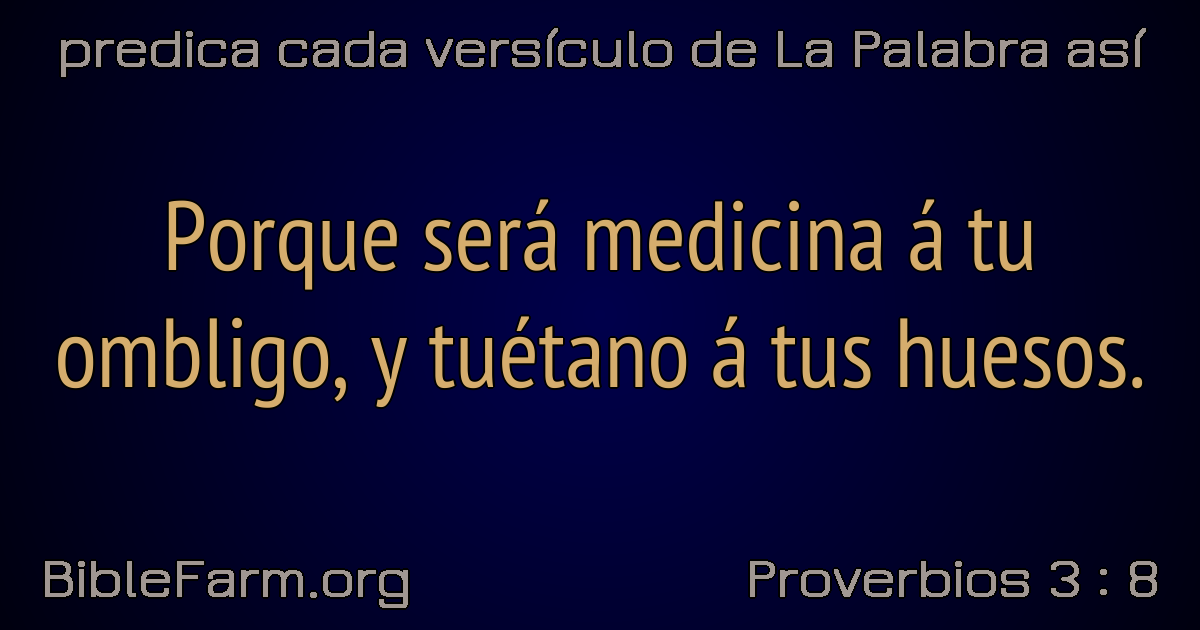 predica cada versículo de La Palabra así
Porque será medicina á tu
ombligo, y tuétano á tus huesos.
BibleFarm.org
Proverbios 3 : 8